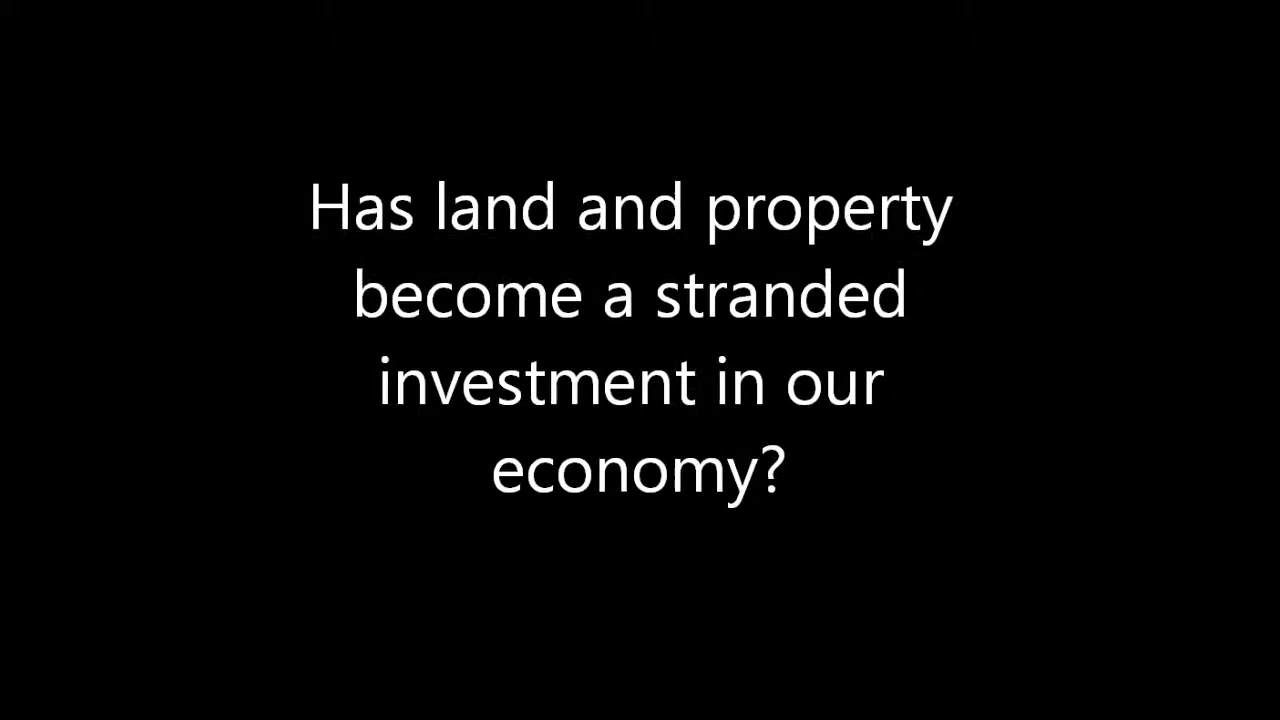 Has land and property
become a stranded
investment in our
economy?